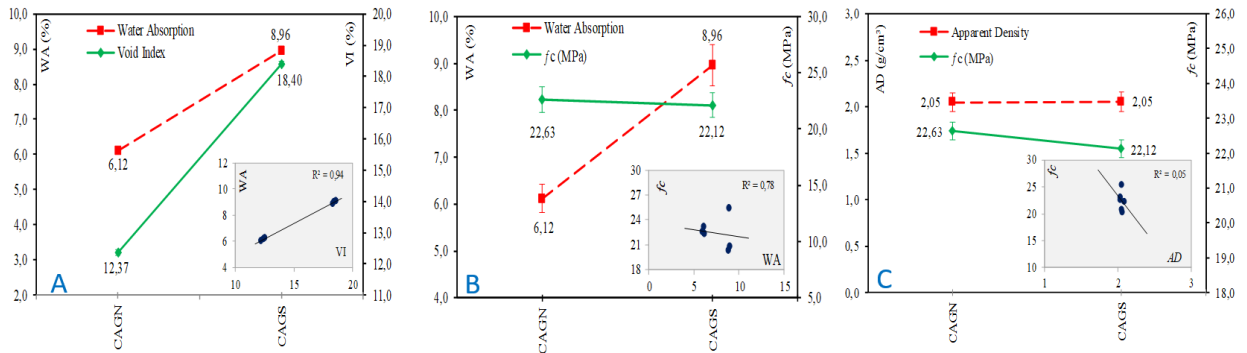 WA (%)
10,0
9,0
8,0
7,0
6,0
5,0
4,0
3,0
2,0
Water Absorption
Void Index
8,96
18,40
6,12
12,37
A
CAGN
CAGS
20,0
19,0
18,0
17,0
16,0
15,0
14,0
13,0
12,0
11,0
VI (%)
WA
R² = 0,94
12
10
8
6
4
VI
10
15
20
WA (%)
10,0
9,0
8,0
7,0
6,0
5,0
4,0
Water Absorption
ƒc (MPa)
8,96
22,63
22,12
6,12
B
CAGN
CAGS
30,0
25,0
20,0
15,0
10,0
5,0
ƒc (MPa)
ƒc
R² = 0,78
30
27
24
21
18
WA
0
5
10
15
AD (g/cm³)
3,0
2,5
2,0
1,5
1,0
0,5
0,0
Apparent Density
ƒc (MPa)
2,05
2,05
22,63
22,12
C
CAGN
CAGS
26,0
25,0
24,0
23,0
22,0
21,0
20,0
19,0
18,0
ƒc (MPa)
ƒc
R² = 0,05
30
25
20
15
10
AD
1
2
3